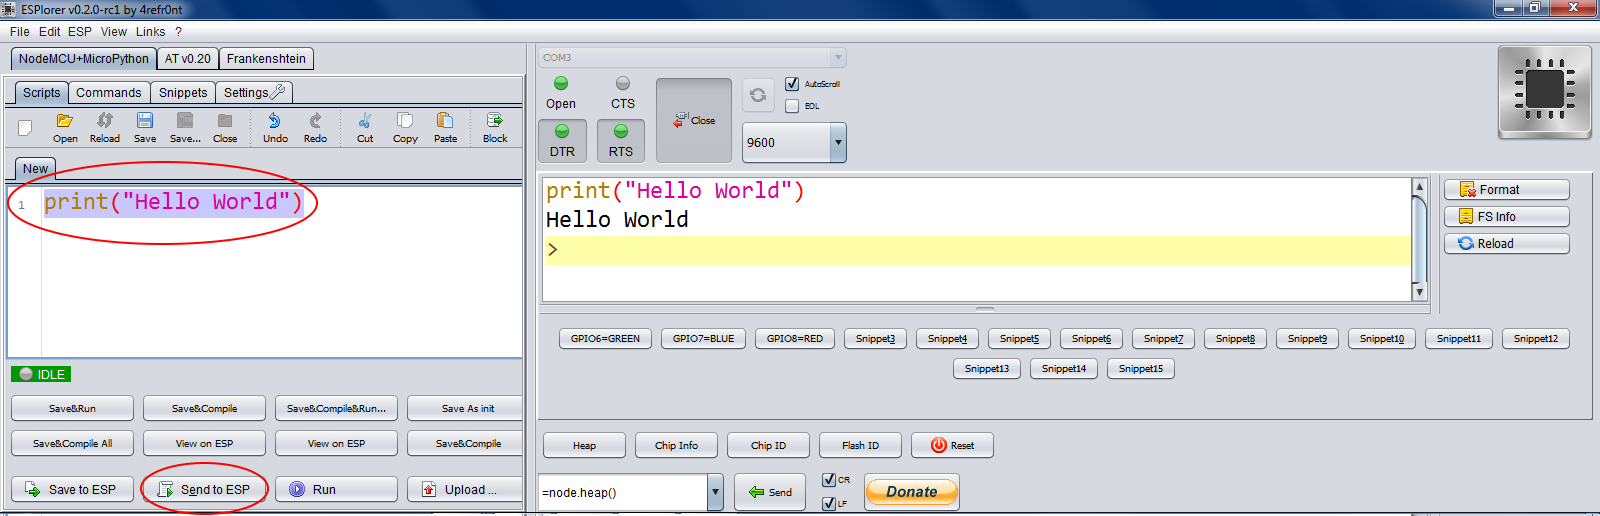 ESPlorer v0.2.0-rc1 by 4refr0nt
File Edit ESP View Links ?
NodeMCU+MicroPython AT v0.20 Frankenshtein
Scripts Commands Snippets Settings
Open Reload Save Save... Close Undo Redo Cut Copy Paste Block
New
1 print("Hello World")
IDLE
Save&Run Save&Compile Save&Compile&Run... Save As init
Save&Compile All View on ESP View on ESP Save&Compile
Save to ESP Send to ESP Run Upload ...
COM3
Open CTS
DTR RTS
Close
AutoScroll
EOL
9600
print("Hello World")
Hello World
>
Format
FS Info
Reload
GPIO6=GREEN GPIO7=BLUE GPIO8=RED Snippet3 Snippet4 Snippet5 Snippet6 Snippet7 Snippet8 Snippet9 Snippet10 Snippet11 Snippet12
Snippet13 Snippet14 Snippet15
Heap Chip Info Chip ID Flash ID Reset
=node.heap() Send
CR
LF
Donate